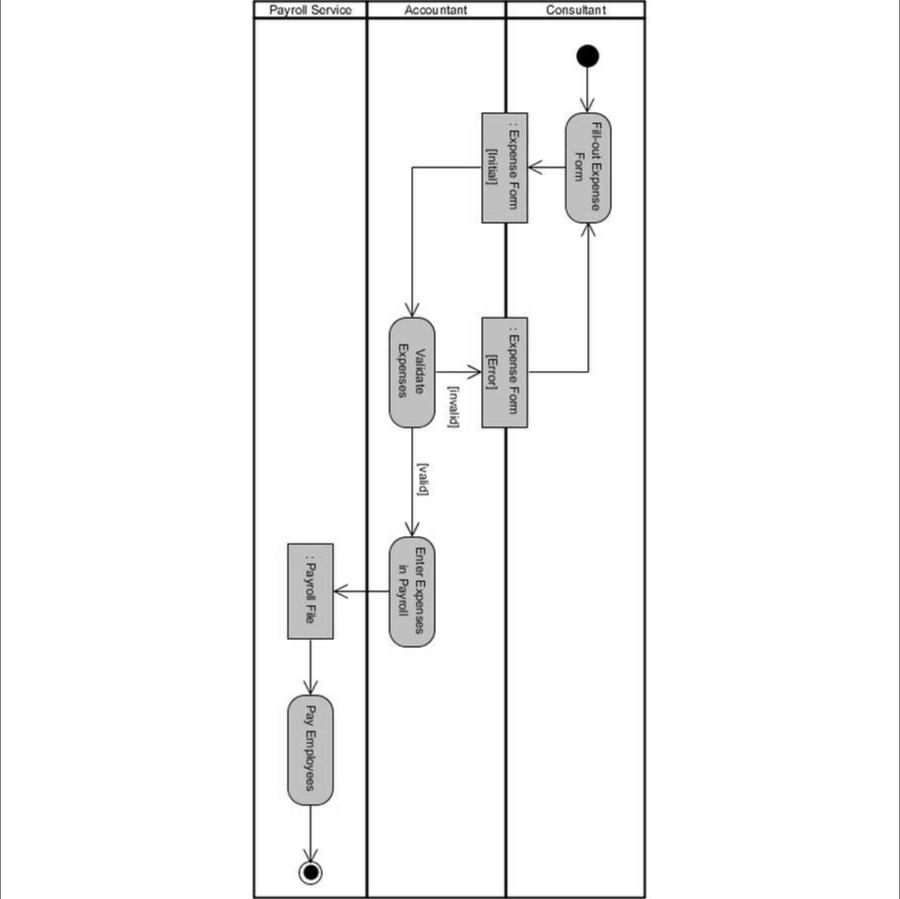 Payroll Service
Accountant
Consultant
Fill-out Expense
Form
: Expense Form
[Initial]
Validate
Expenses
[invalid]
: Expense Form
[Error]
[valid]
Enter Expenses
in Payroll
: Payroll File
Pay Employees